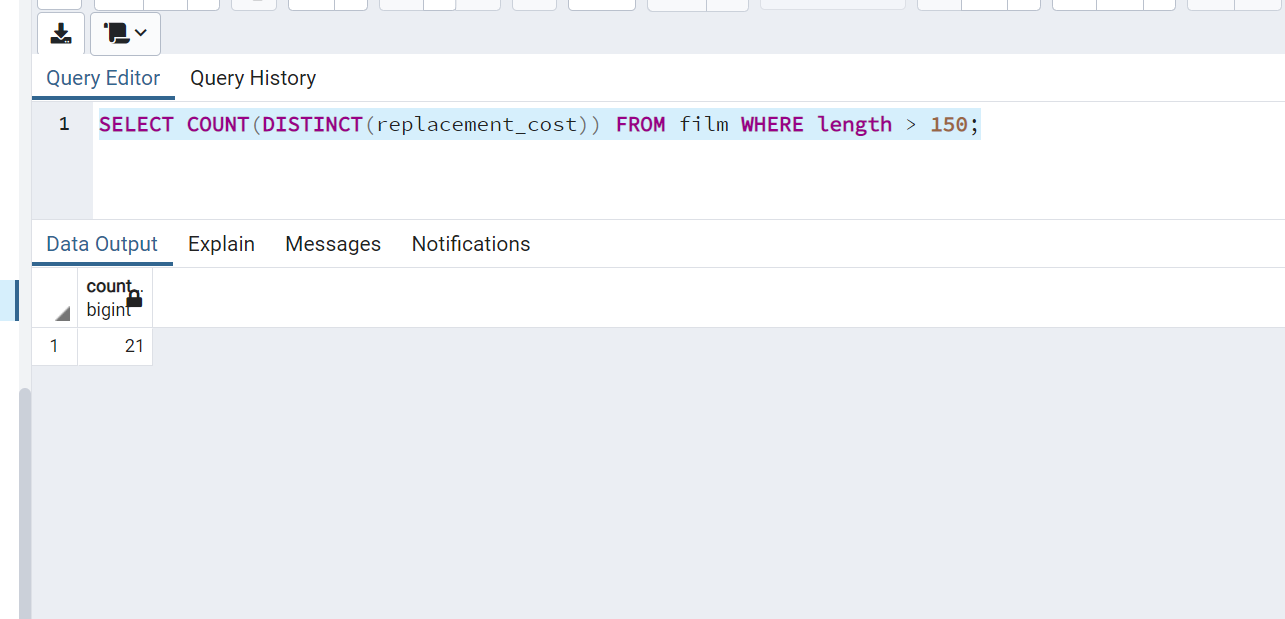 Query Editor Query History
1 SELECT COUNT(DISTINCT(replacement_cost)) FROM film WHERE length > 150;
Data Output Explain Messages Notifications
count..
bigint
1 21